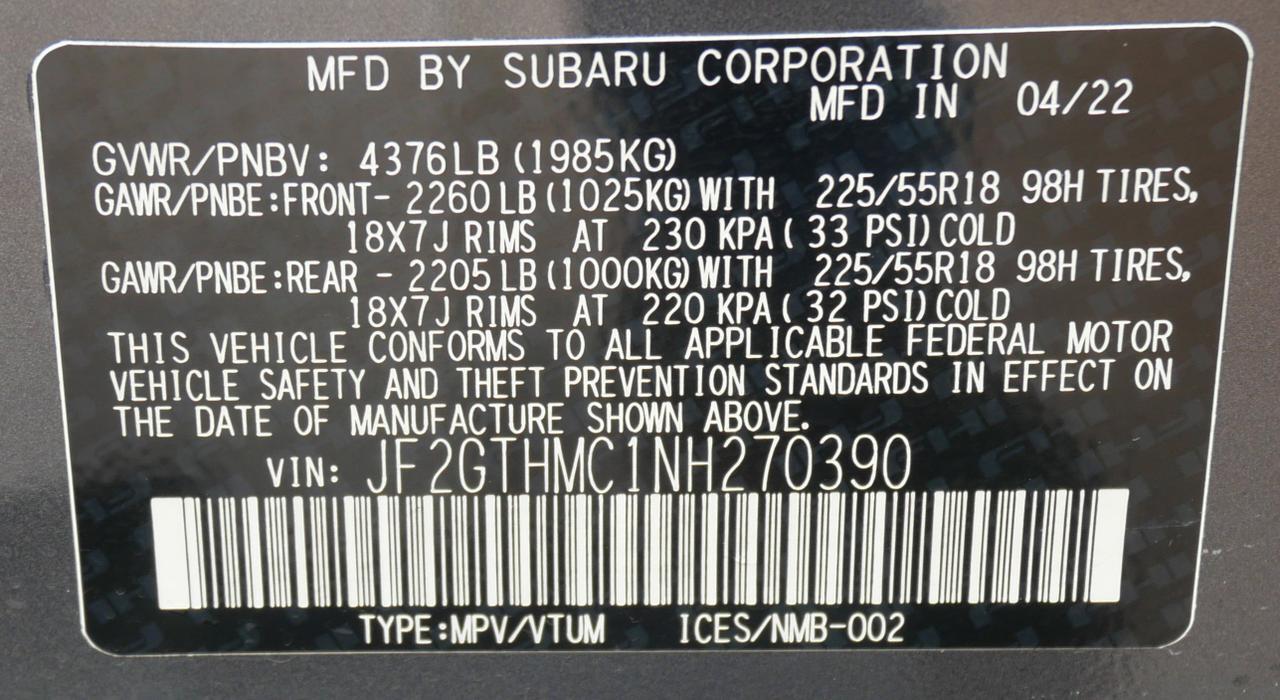 MFD BY SUBARU CORPORATION
MFD IN 04/22
GVWR/PNBV: 4376LB (1985KG)
GAWR/PNBE:FRONT- 2260 LB (1025KG) WITH 225/55R18 98H TIRES,
18X7J RIMS AT 230 KPA ( 33 PSI) COLD
GAWR/PNBE:REAR - 2205 LB (1000KG) WITH 225/55R18 98H TIRES,
18X7J RIMS AT 220 KPA ( 32 PSI) COLD
THIS VEHICLE CONFORMS TO ALL APPLICABLE FEDERAL MOTOR
VEHICLE SAFETY AND THEFT PREVENTION STANDARDS IN EFFECT ON
THE DATE OF MANUFACTURE SHOWN ABOVE.
VIN: JF2GTHMC1NH270390
TYPE:MPV/VTUM ICES/NMB-002